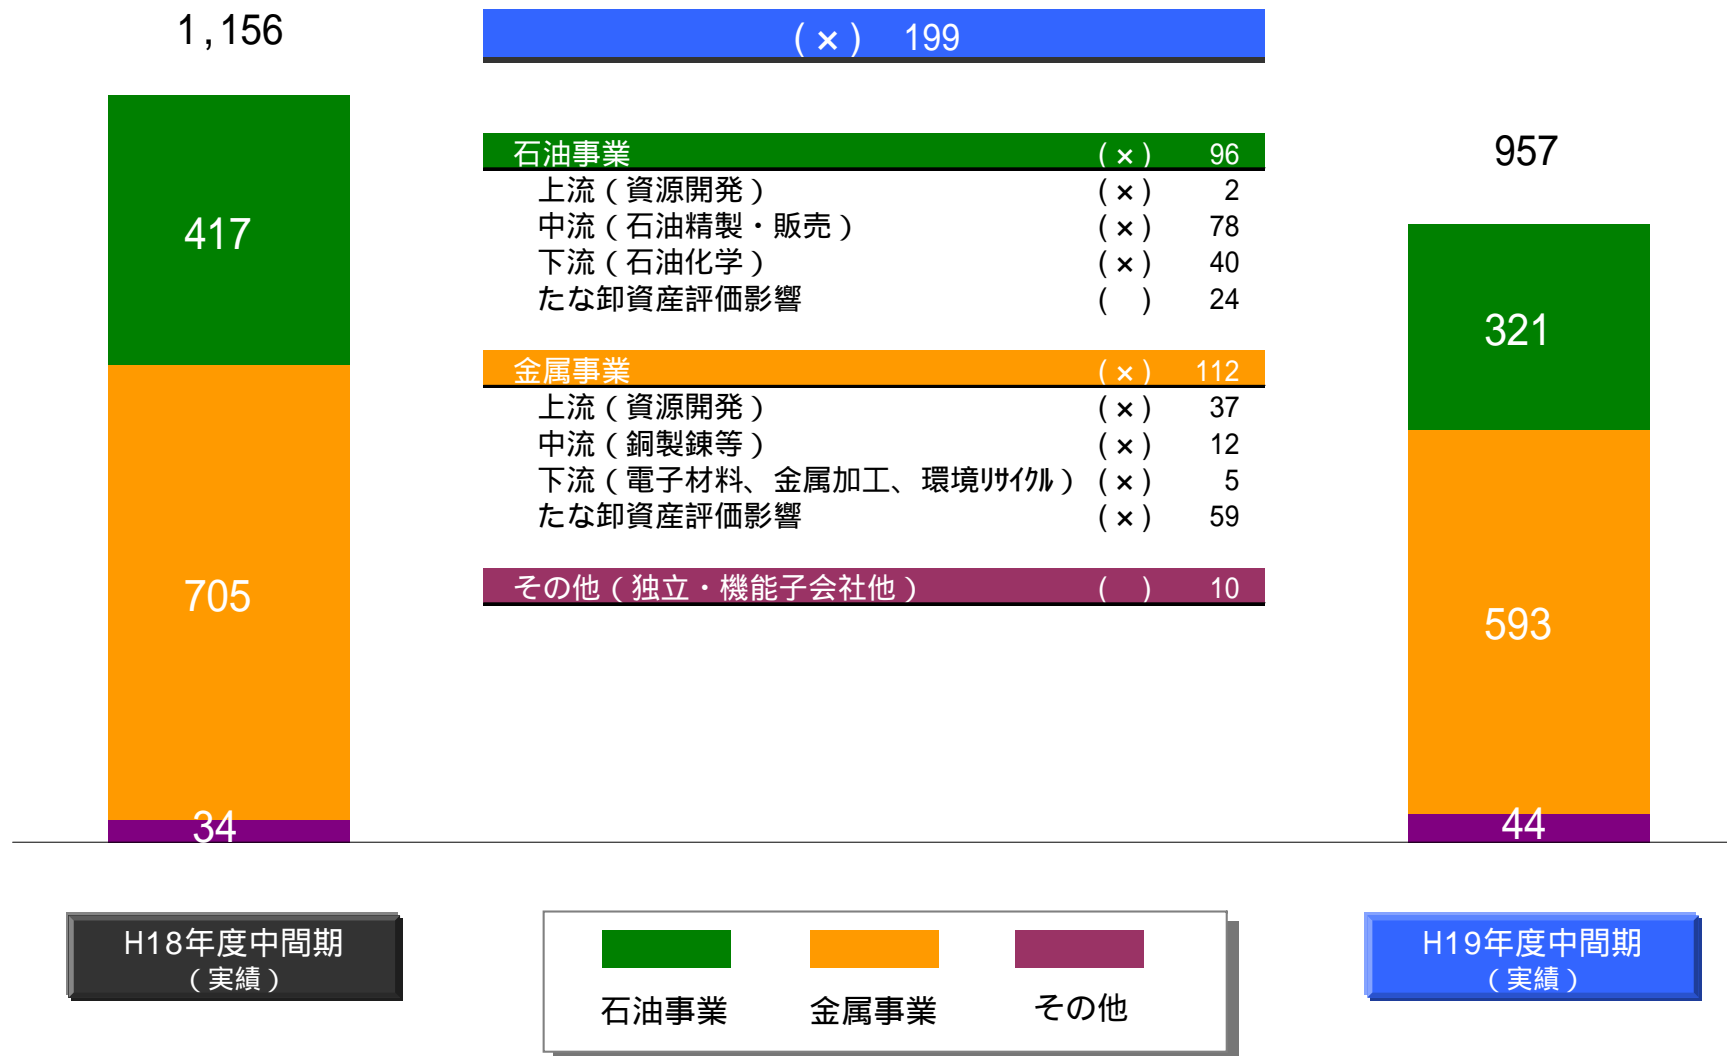 1,156
(×) 199
957
石油事業 (×) 96
上流(資源開発) (×) 2
中流(石油精製・販売) (×) 78
下流(石油化学) (×) 40
たな卸資産評価影響 ( ) 24
金属事業 (×) 112
上流(資源開発) (×) 37
中流(銅製錬等) (×) 12
下流(電子材料、金属加工、環境ﾘｻｲｸﾙ) (×) 5
たな卸資産評価影響 (×) 59
その他(独立・機能子会社他) ( ) 10
417
705
34
321
593
44
H18年度中間期
(実績)
石油事業 金属事業 その他
H19年度中間期
(実績)